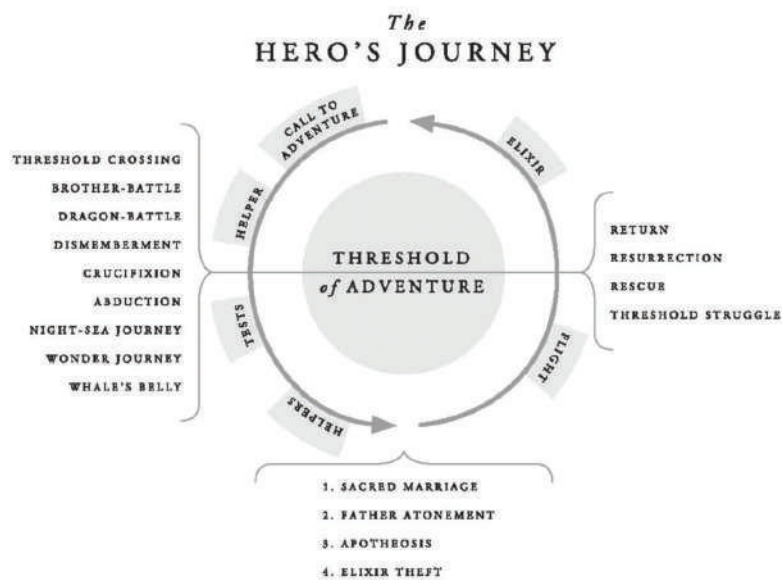 The
HERO'S JOURNEY
CALL TO
ADVENTURE
HELPER
TESTS
HELPERS
ELIXIR
FLIGHT
THRESHOLD
of ADVENTURE
THRESHOLD CROSSING
BROTHER-BATTLE
DRAGON-BATTLE
DISMEMBERMENT
CRUCIFIXION
ABDUCTION
NIGHT-SEA JOURNEY
WONDER JOURNEY
WHALE'S BELLY
RETURN
RESURRECTION
RESCUE
THRESHOLD STRUGGLE
1. SACRED MARRIAGE
2. FATHER ATONEMENT
3. APOTHEOSIS
4. ELIXIR THEFT